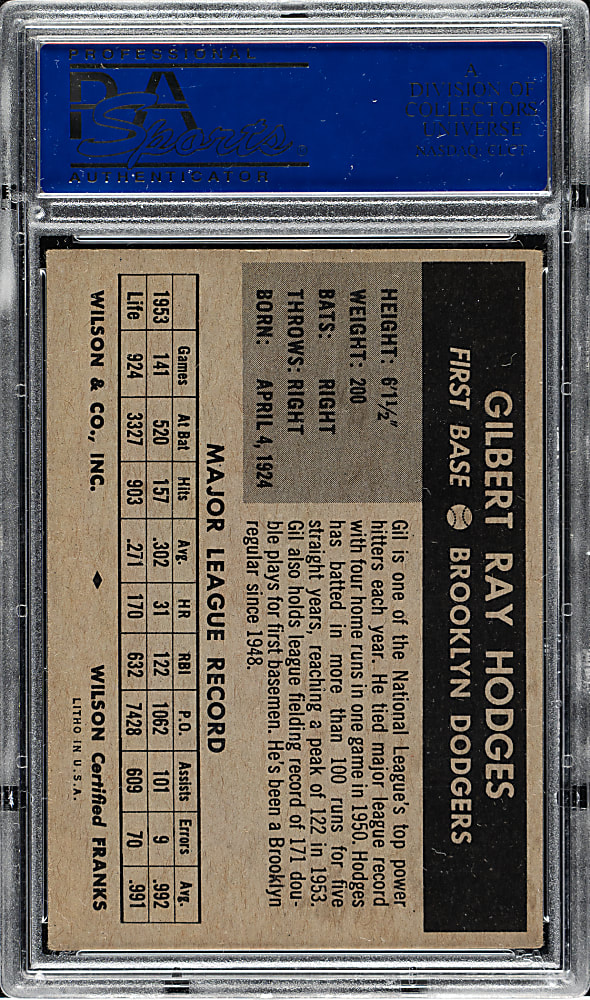 PROFESSIONAL
PSA
Sports
AUTHENTICATOR
A
DIVISION OF
COLLECTORS
UNIVERSE
NASDAQ, CLCT
GILBERT RAY HODGES
FIRST BASE BROOKLYN DODGERS
HEIGHT: 6'1½"
WEIGHT: 200
BATS: RIGHT
THROWS: RIGHT
BORN: APRIL 4, 1924
Gil is one of the National League's top power
hitters each year. He tied major league record
with four home runs in one game in 1950. Hodges
has batted in more than 100 runs for five
straight years, reaching a peak of 122 in 1953.
Gil also holds league fielding record of 171 dou-
ble plays for first basemen. He's been a Brooklyn
regular since 1948.
MAJOR LEAGUE RECORD
Games At Bat Hits Avg. HR RBI P.O. Assists Errors Avg.
1953 141 520 157 .302 31 122 1062 101 9 .992
Life 924 3327 903 .271 170 632 7428 609 70 .991
WILSON & CO., INC. ♦ WILSON Certified FRANKS
LITHO IN U.S.A.